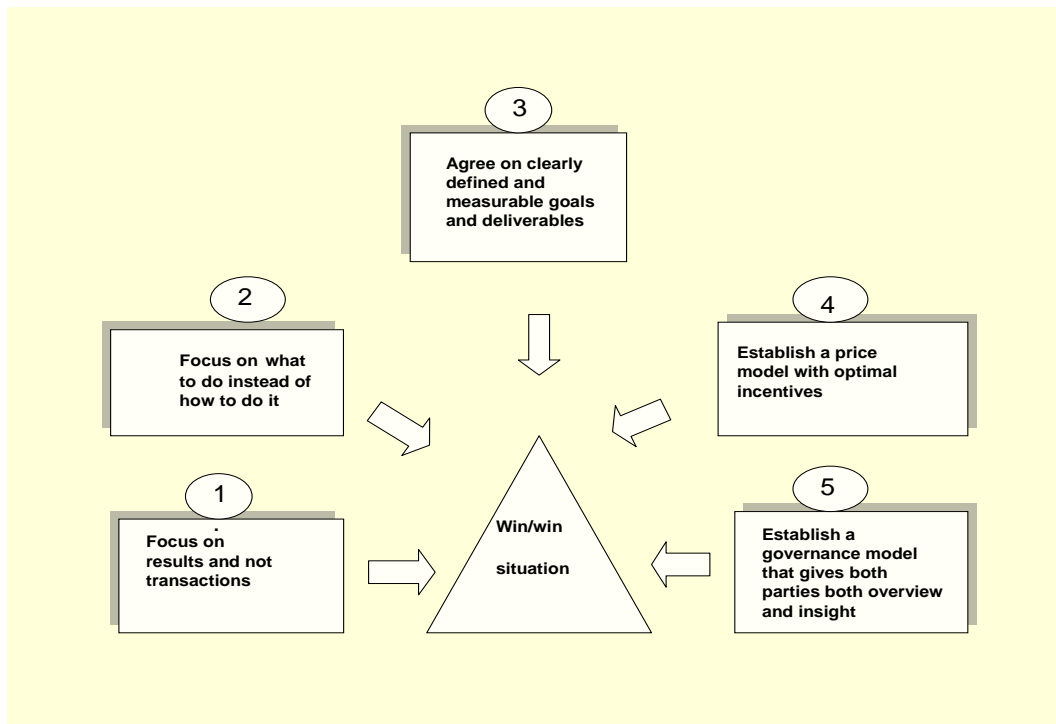 3
Agree on clearly
defined and
measurable goals
and deliverables
2
Focus on what
to do instead of
how to do it
4
Establish a price
model with optimal
incentives
1
.
Focus on
results and not
transactions
Win/win
situation
5
Establish a
governance model
that gives both
parties both overview
and insight